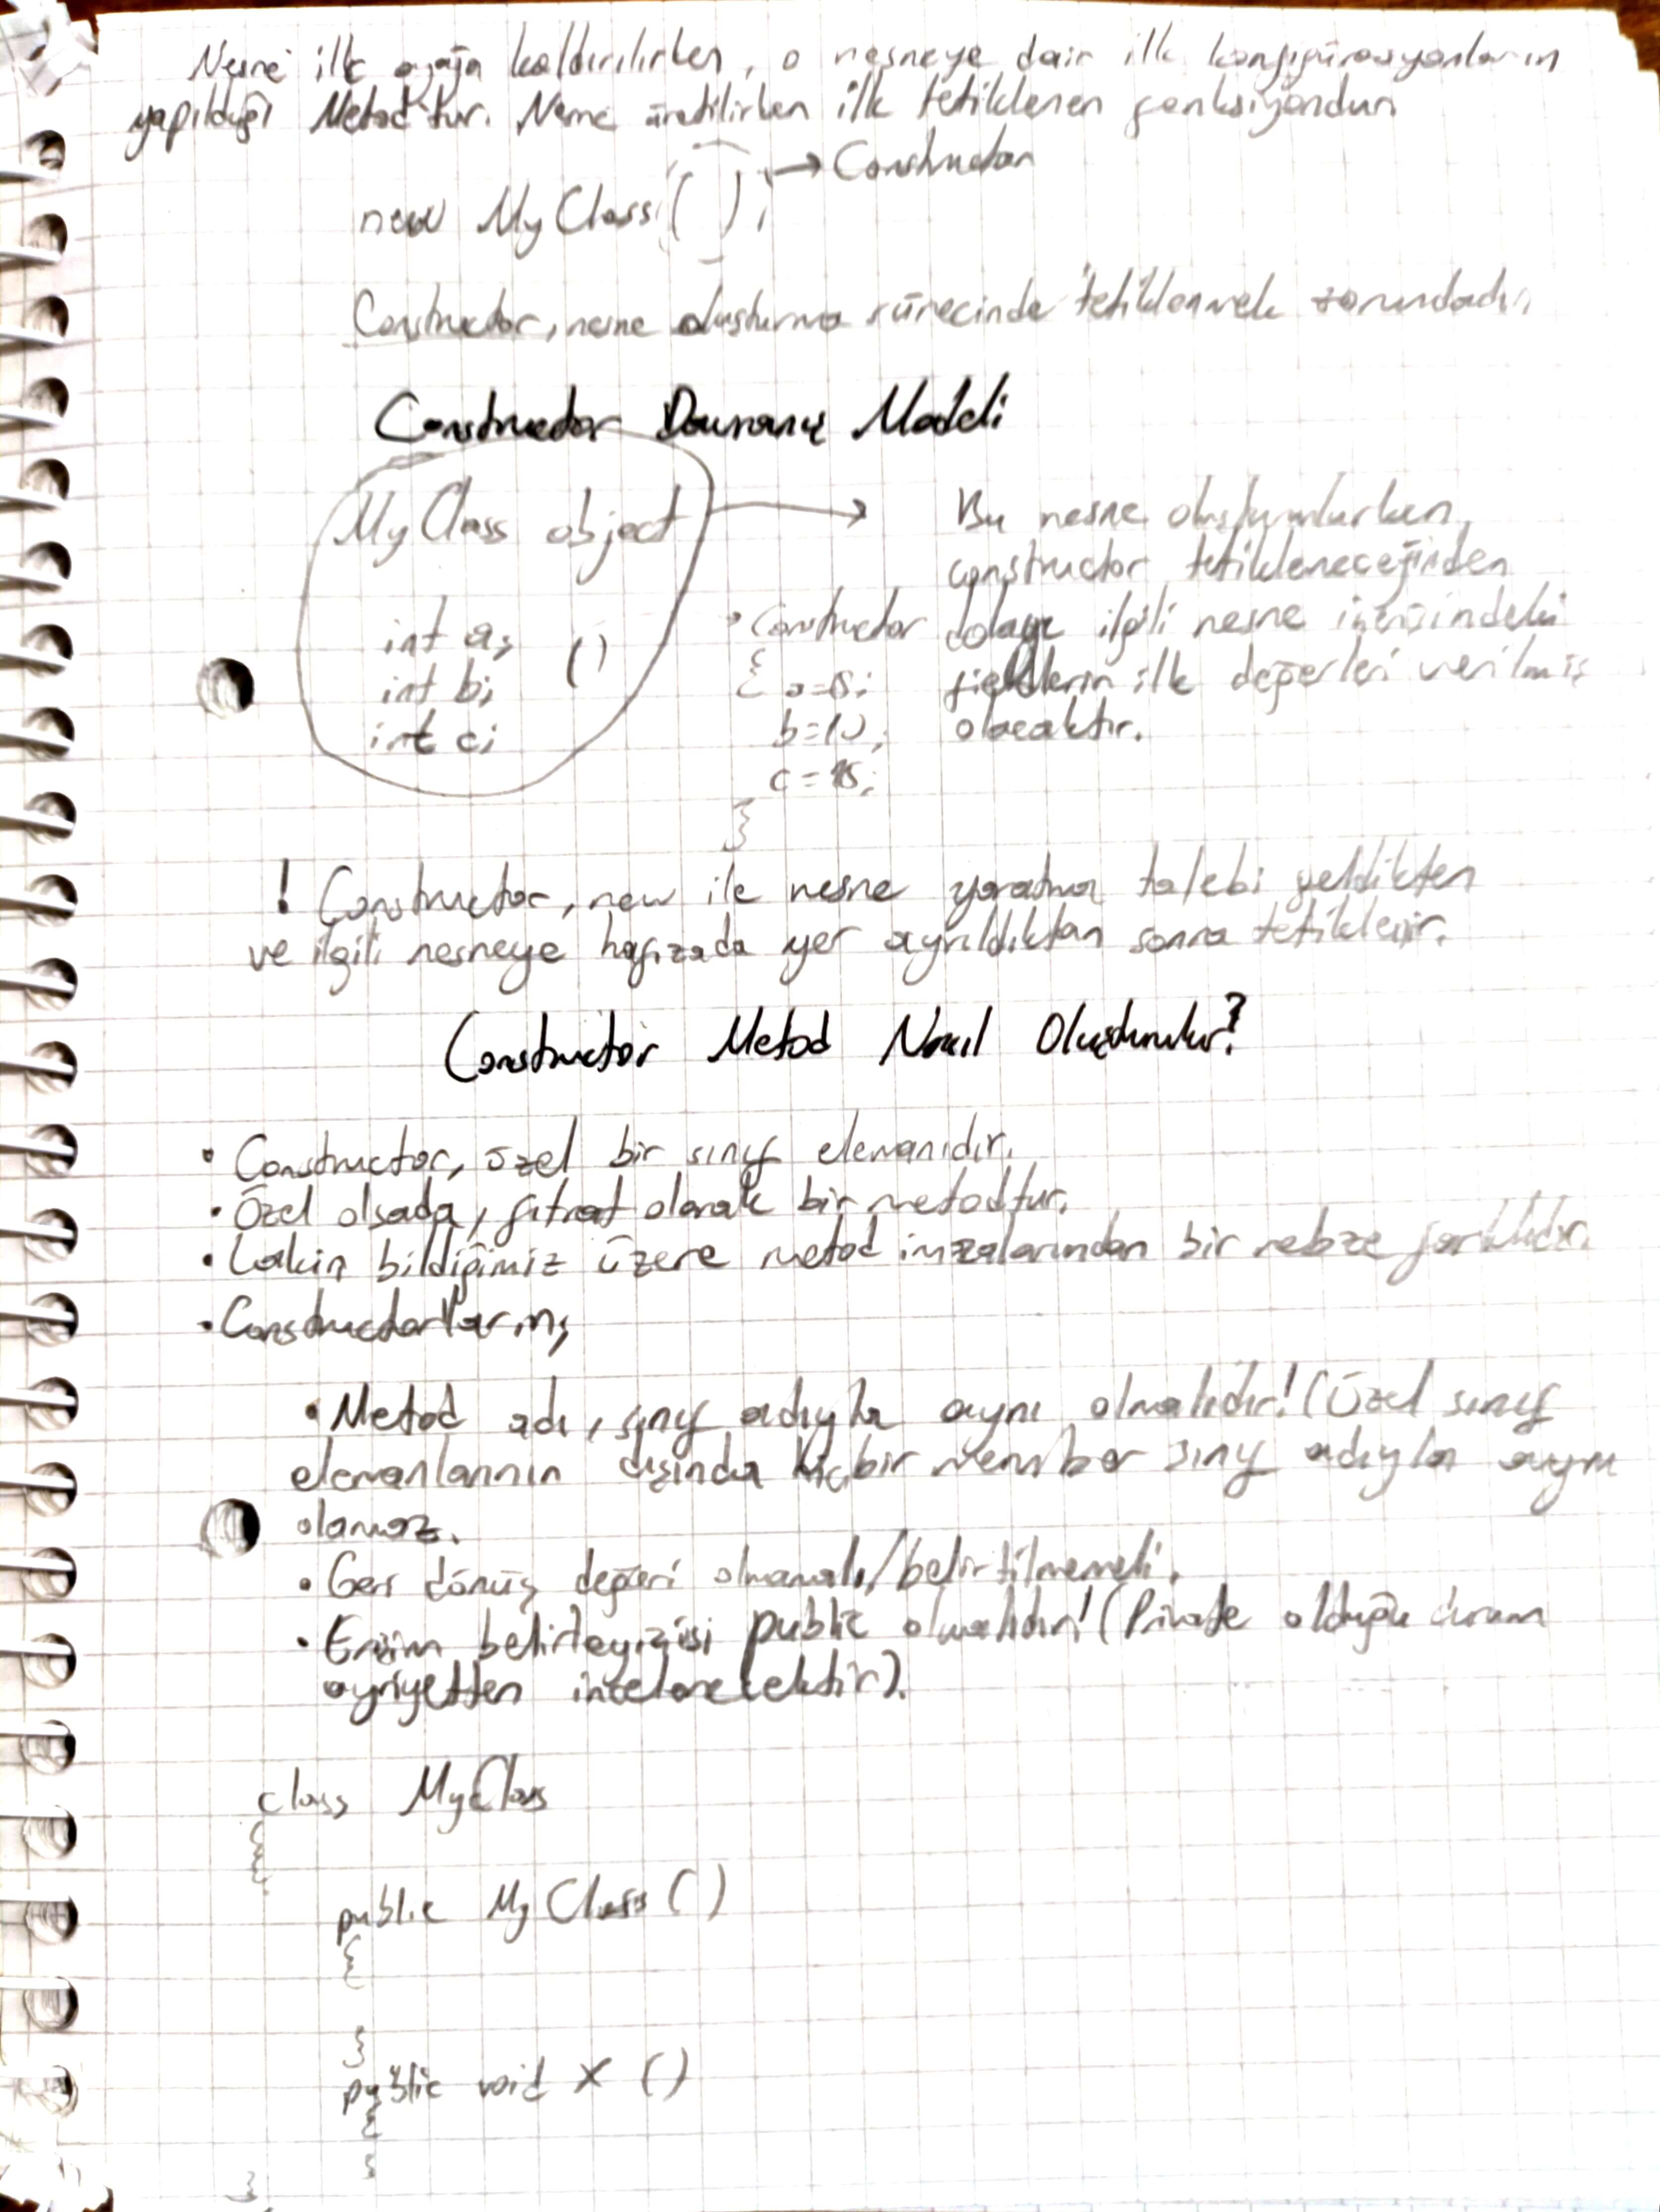 Nesne ilk ayağa kaldırılırken, o nesneye dair ilk konfigürasyonların
yapıldığı Metod'tur. Nesne üretilirken ilk tetiklenen fonksiyondur.
→ Constructor
new MyClass( );
Constructor, nesne oluşturma sürecinde tetiklenmek zorundadır.
Constructor Davranış Modeli
MyClass object → Bu nesne oluşturulurken,
constructor tetikleneceğinden
int a; ( ) • Constructor dolayı ilgili nesne içerisindeki
int b; { a=5; fieldların ilk değerleri verilmiş
int c; b=10; olacaktır.
c=15;
}
! Constructor, new ile nesne yaratma talebi geldikten
ve ilgili nesneye hafızada yer ayrıldıktan sonra tetiklenir.
Constructor Metod Nasıl Oluşturulur?
• Constructor, özel bir sınıf elemanıdır.
• Özel olsada, fıtrat olarak bir metodtur.
• Lakin bildiğimiz üzere metod imzalarından bir nebze farklıdır.
• Constructorların;
• Metod adı, sınıf adıyla aynı olmalıdır! (Özel sınıf
elemanlarının dışında hiçbir member sınıf adıyla aynı
olamaz.
• Geri dönüş değeri olmamalı/belirtilmemeli.
• Erişim belirleyicisi public olmalıdır! (Private olduğu durum
ayriyetten incelenecektir).
class MyClass
{
public MyClass ( )
{
}
public void X ( )
{
}
}